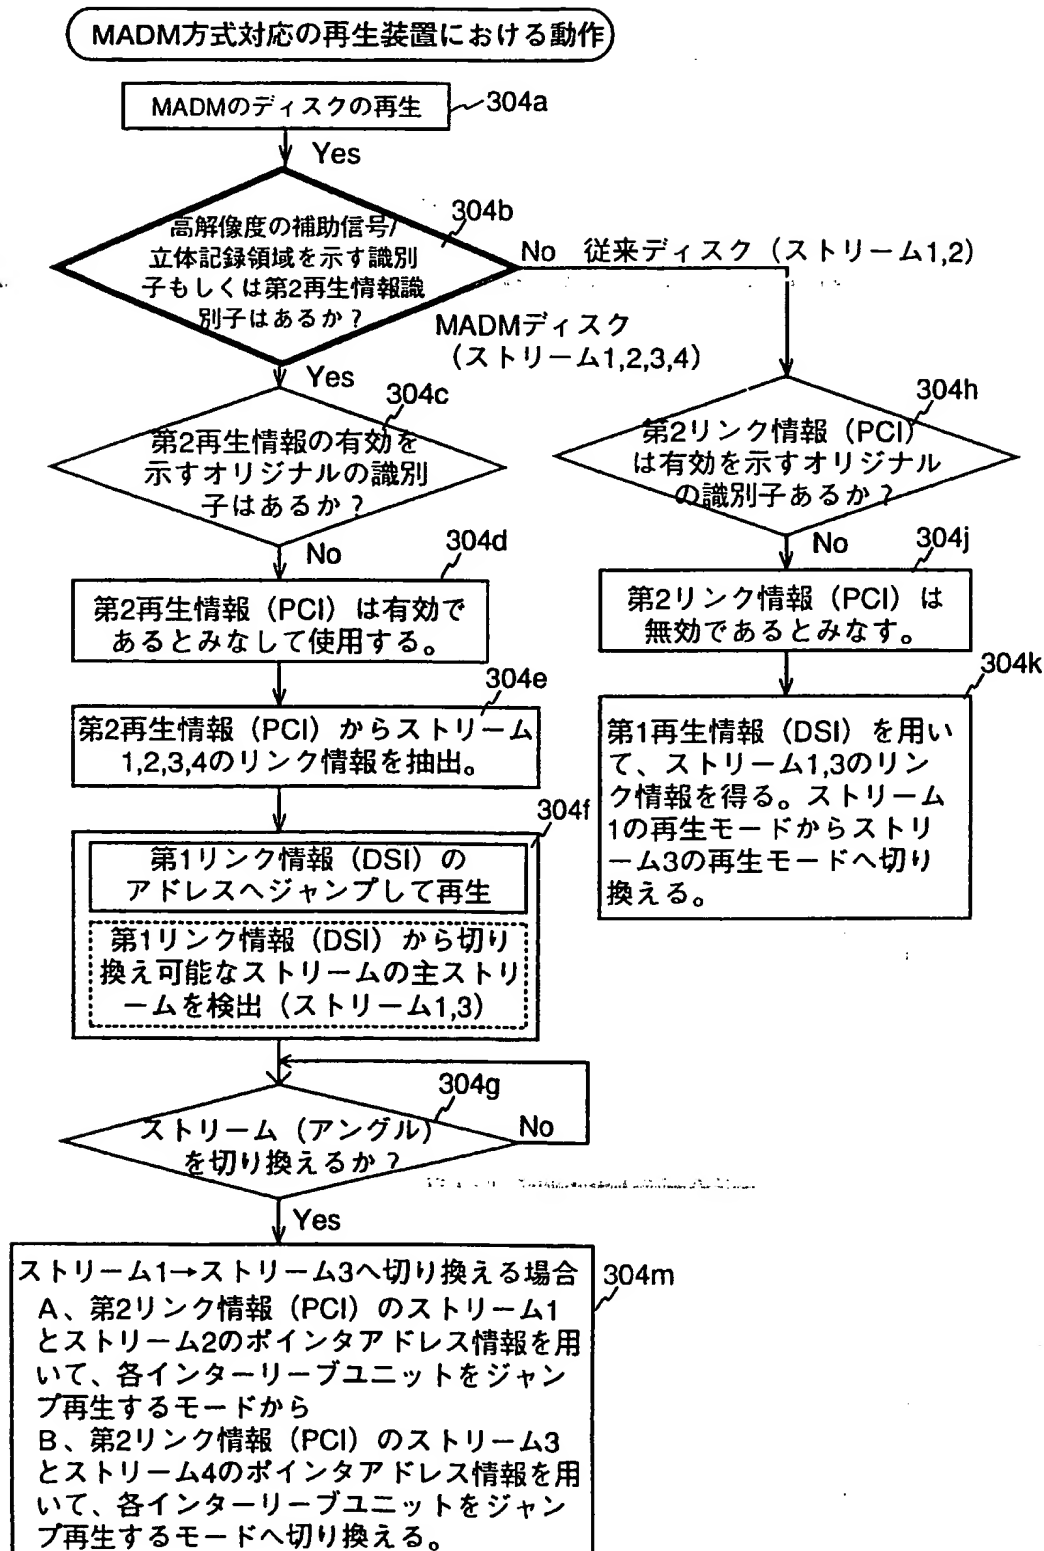 MADM方式対応の再生装置における動作
MADMのディスクの再生
304a
Yes
高解像度の補助信号/
立体記録領域を示す識別
子もしくは第2再生情報識
別子はあるか?
304b
No 従来ディスク(ストリーム1,2)
MADMディスク
(ストリーム1,2,3,4)
Yes
304c
第2再生情報の有効を
示すオリジナルの識別
子はあるか?
304h
第2リンク情報(PCI)
は有効を示すオリジナル
の識別子あるか?
No
304d
第2再生情報(PCI)は有効で
あるとみなして使用する。
No
304j
第2リンク情報(PCI)は
無効であるとみなす。
304e
第2再生情報(PCI)からストリーム
1,2,3,4のリンク情報を抽出。
304k
第1再生情報(DSI)を用い
て、ストリーム1,3のリン
ク情報を得る。ストリーム
1の再生モードからストリ
ーム3の再生モードへ切り
換える。
304f
第1リンク情報(DSI)の
アドレスへジャンプして再生
第1リンク情報(DSI)から切り
換え可能なストリームの主ストリ
ームを検出(ストリーム1,3)
304g
ストリーム(アングル)
を切り換えるか?
No
Yes
304m
ストリーム1→ストリーム3へ切り換える場合
A、第2リンク情報(PCI)のストリーム1
とストリーム2のポインタアドレス情報を用
いて、各インターリーブユニットをジャン
プ再生するモードから
B、第2リンク情報(PCI)のストリーム3
とストリーム4のポインタアドレス情報を用
いて、各インターリーブユニットをジャン
プ再生するモードへ切り換える。